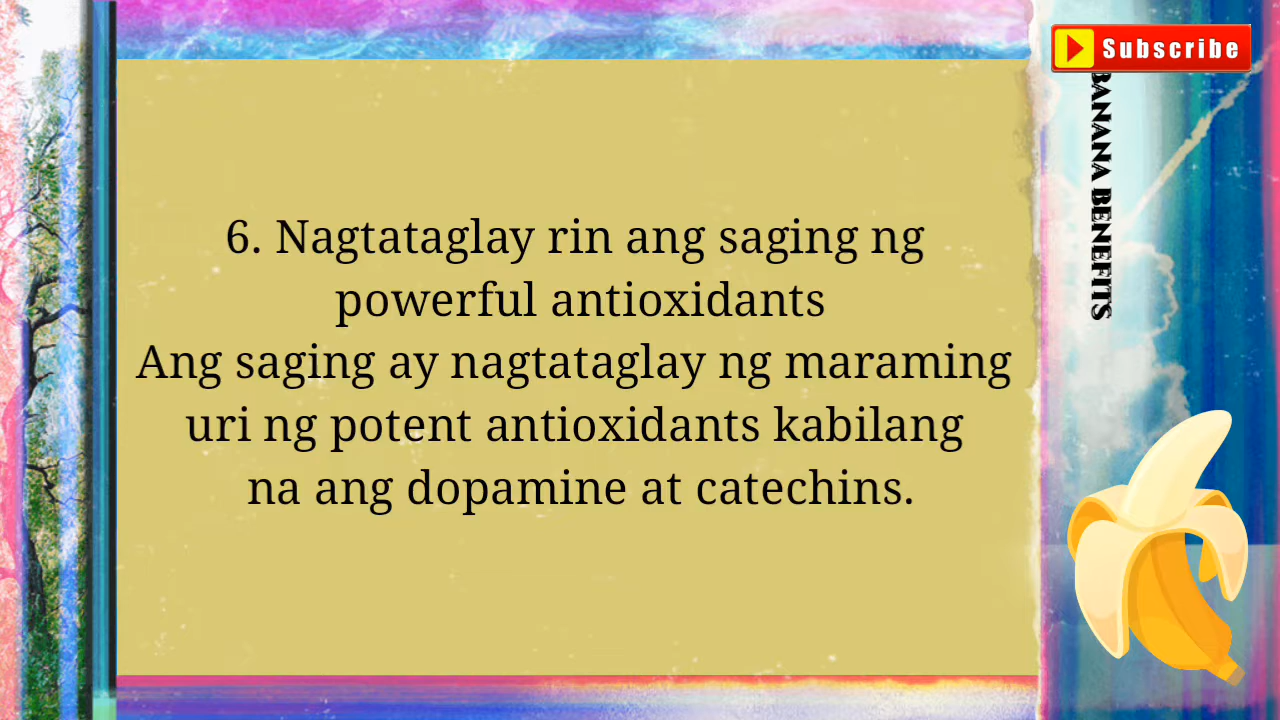 Subscribe
BANANA BENEFITS
6. Nagtataglay rin ang saging ng
powerful antioxidants
Ang saging ay nagtataglay ng maraming
uri ng potent antioxidants kabilang
na ang dopamine at catechins.